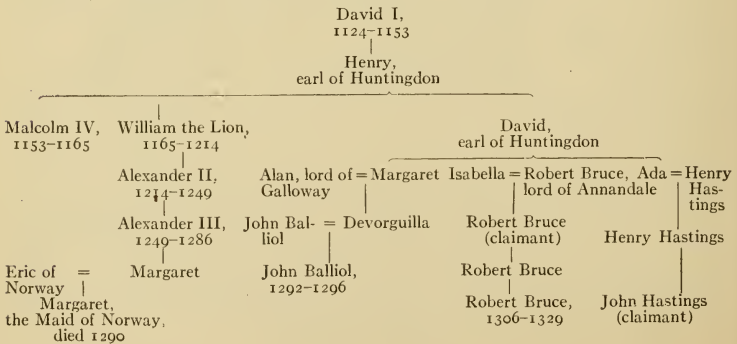 David I,
1124–1153
Henry,
earl of Huntingdon
Malcolm IV, William the Lion, David,
1153–1165 1165–1214 earl of Huntingdon
Alexander II, Alan, lord of = Margaret Isabella = Robert Bruce, Ada = Henry
1214–1249 Galloway lord of Annandale Has-
tings
Alexander III, John Bal- = Devorguilla Robert Bruce
1249–1286 liol (claimant) Henry Hastings
Eric of = Margaret John Balliol, Robert Bruce
Norway 1292–1296
Margaret, Robert Bruce, John Hastings
the Maid of Norway, 1306–1329 (claimant)
died 1290